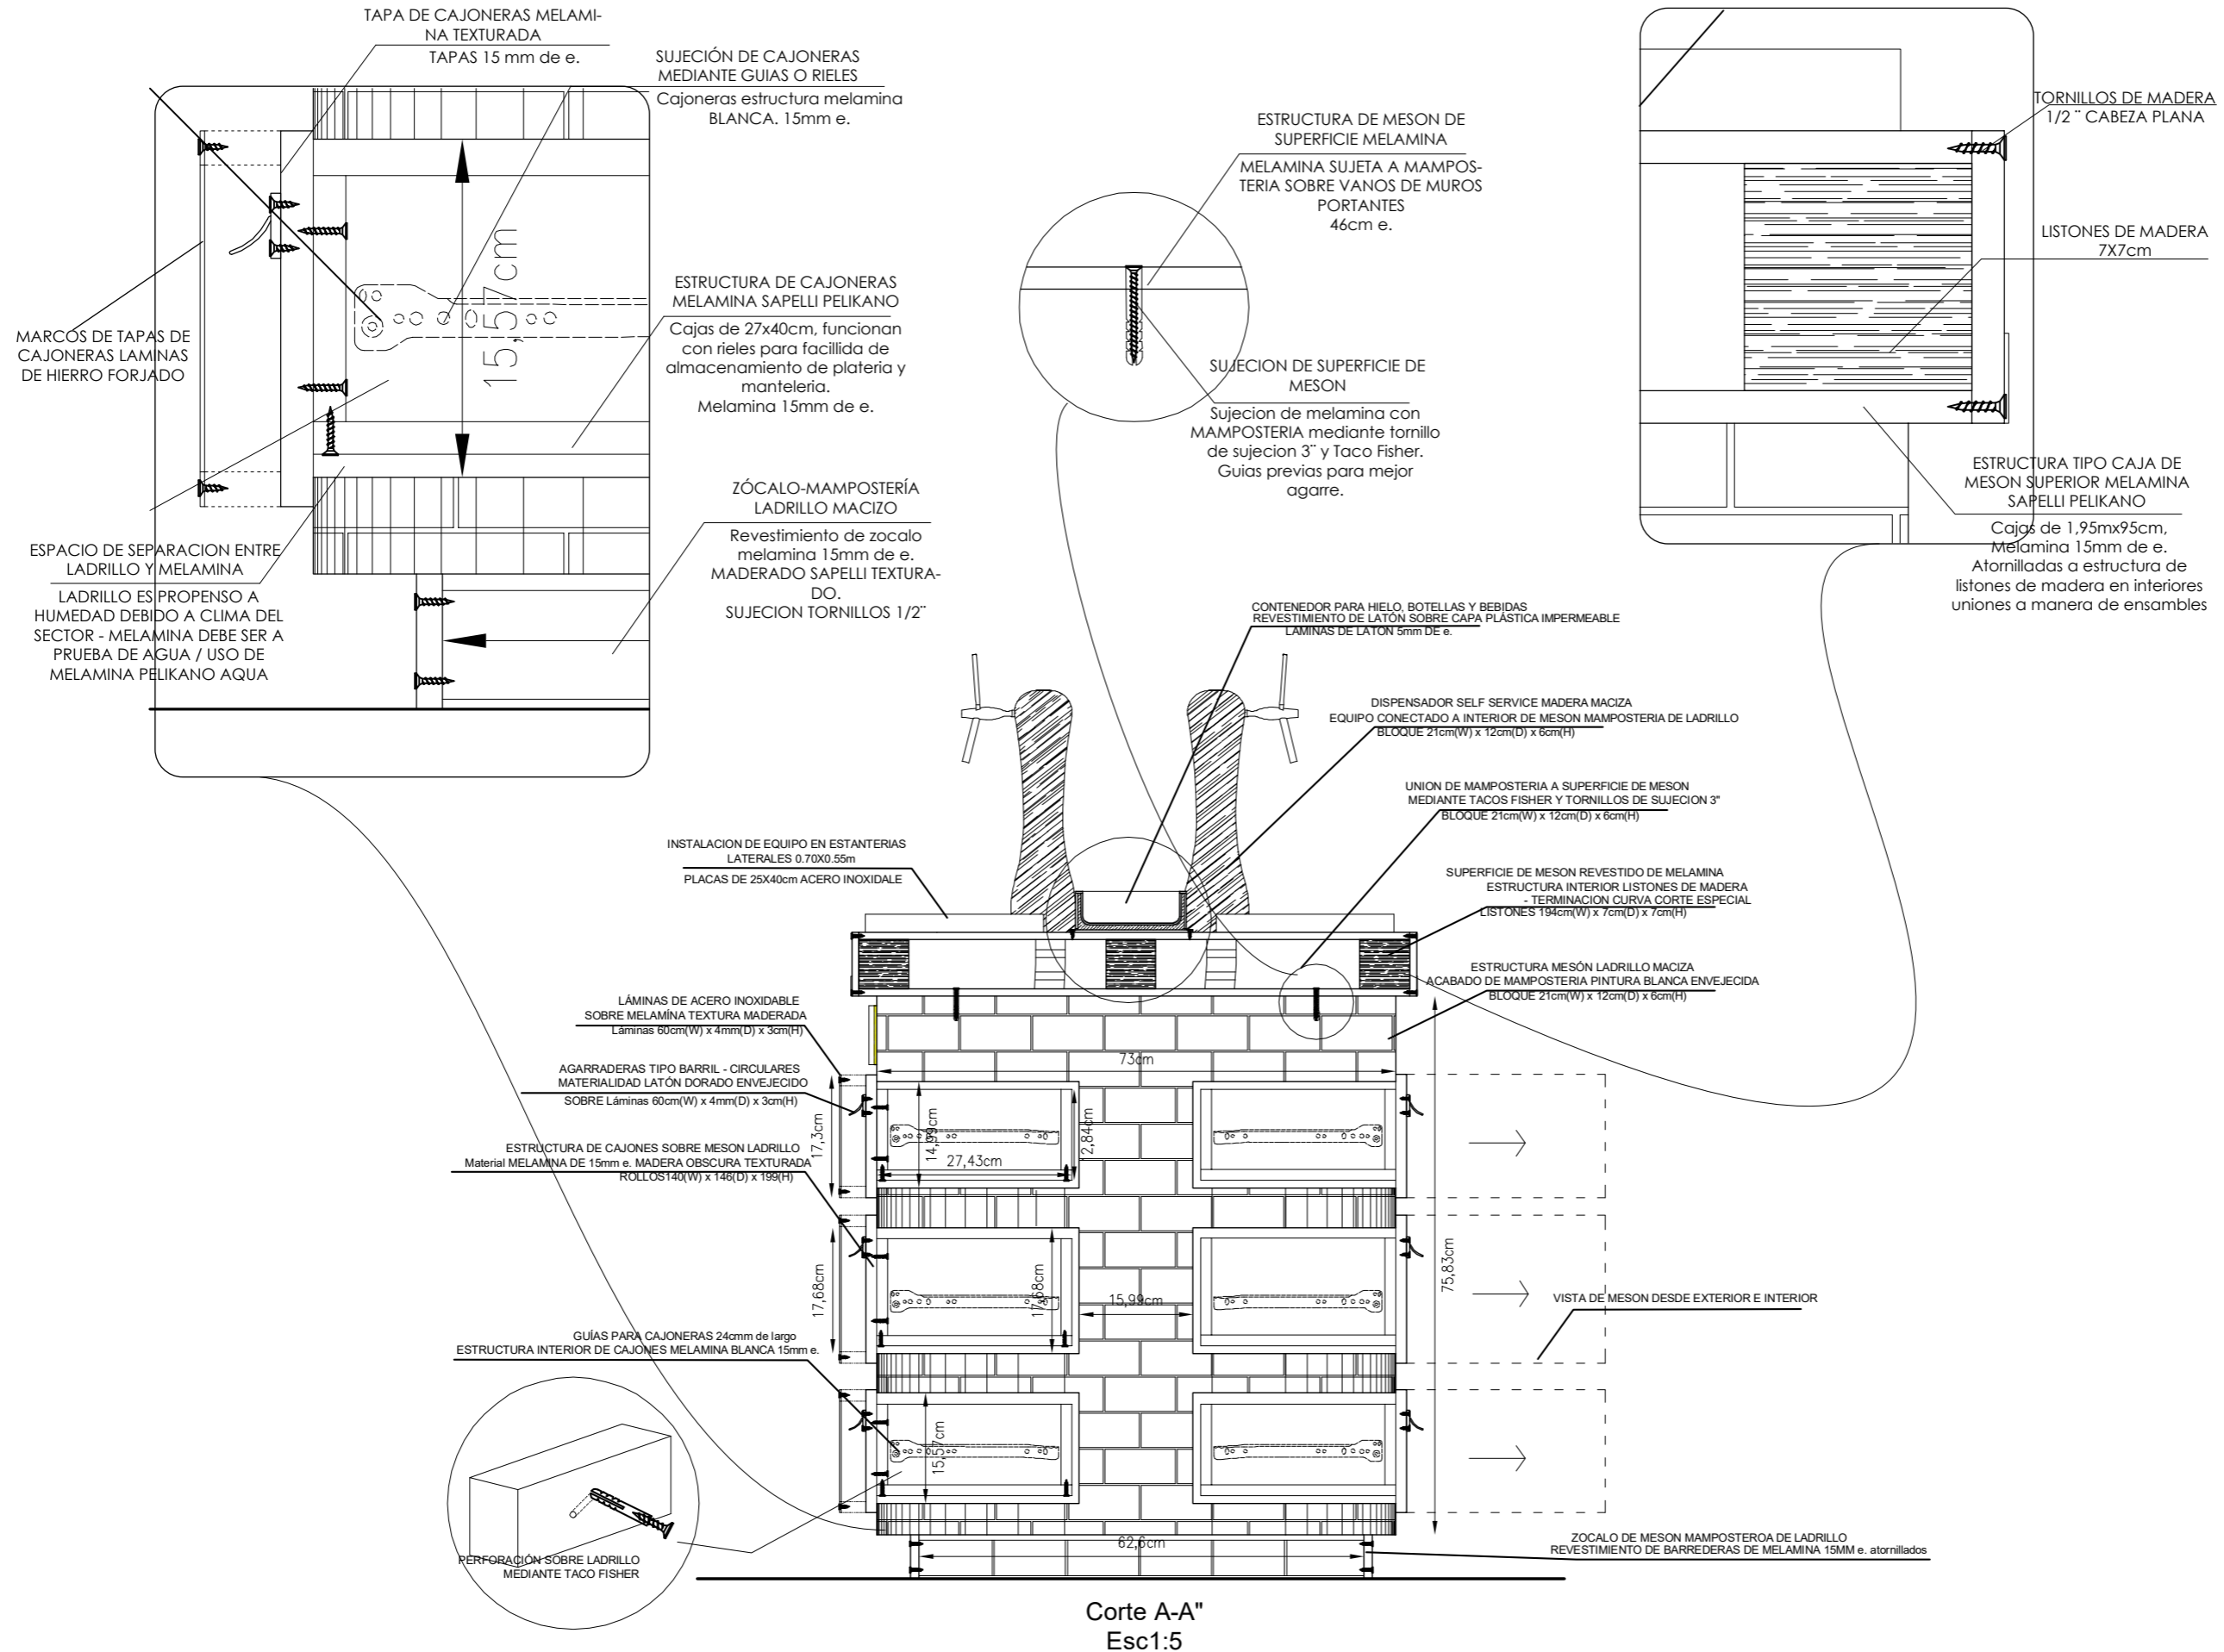 TAPA DE CAJONERAS MELAMI-
NA TEXTURADA
TAPAS 15 mm de e.
SUJECIÓN DE CAJONERAS
MEDIANTE GUIAS O RIELES
Cajoneras estructura melamina
BLANCA. 15mm e.
15,57cm
ESTRUCTURA DE CAJONERAS
MELAMINA SAPELLI PELIKANO
Cajas de 27x40cm, funcionan
con rieles para facillida de
almacenamiento de plateria y
manteleria.
Melamina 15mm de e.
MARCOS DE TAPAS DE
CAJONERAS LAMINAS
DE HIERRO FORJADO
ZÓCALO-MAMPOSTERÍA
LADRILLO MACIZO
Revestimiento de zocalo
melamina 15mm de e.
MADERADO SAPELLI TEXTURA-
DO.
SUJECION TORNILLOS 1/2¨
ESPACIO DE SEPARACION ENTRE
LADRILLO Y MELAMINA
LADRILLO ES PROPENSO A
HUMEDAD DEBIDO A CLIMA DEL
SECTOR - MELAMINA DEBE SER A
PRUEBA DE AGUA / USO DE
MELAMINA PELIKANO AQUA
ESTRUCTURA DE MESON DE
SUPERFICIE MELAMINA
MELAMINA SUJETA A MAMPOS-
TERIA SOBRE VANOS DE MUROS
PORTANTES
46cm e.
SUJECION DE SUPERFICIE DE
MESON
Sujecion de melamina con
MAMPOSTERIA mediante tornillo
de sujecion 3¨ y Taco Fisher.
Guias previas para mejor
agarre.
TORNILLOS DE MADERA
1/2 ¨ CABEZA PLANA
LISTONES DE MADERA
7X7cm
ESTRUCTURA TIPO CAJA DE
MESON SUPERIOR MELAMINA
SAPELLI PELIKANO
Cajas de 1,95mx95cm,
Melamina 15mm de e.
Atornilladas a estructura de
listones de madera en interiores
uniones a manera de ensambles
CONTENEDOR PARA HIELO, BOTELLAS Y BEBIDAS
REVESTIMIENTO DE LATÓN SOBRE CAPA PLÁSTICA IMPERMEABLE
LAMINAS DE LATON 5mm DE e.
DISPENSADOR SELF SERVICE MADERA MACIZA
EQUIPO CONECTADO A INTERIOR DE MESON MAMPOSTERIA DE LADRILLO
BLOQUE 21cm(W) x 12cm(D) x 6cm(H)
UNION DE MAMPOSTERIA A SUPERFICIE DE MESON
MEDIANTE TACOS FISHER Y TORNILLOS DE SUJECION 3"
BLOQUE 21cm(W) x 12cm(D) x 6cm(H)
INSTALACION DE EQUIPO EN ESTANTERIAS
LATERALES 0.70X0.55m
PLACAS DE 25X40cm ACERO INOXIDALE
SUPERFICIE DE MESON REVESTIDO DE MELAMINA
ESTRUCTURA INTERIOR LISTONES DE MADERA
- TERMINACION CURVA CORTE ESPECIAL
LISTONES 194cm(W) x 7cm(D) x 7cm(H)
ESTRUCTURA MESÓN LADRILLO MACIZA
ACABADO DE MAMPOSTERIA PINTURA BLANCA ENVEJECIDA
BLOQUE 21cm(W) x 12cm(D) x 6cm(H)
LÁMINAS DE ACERO INOXIDABLE
SOBRE MELAMÍNA TEXTURA MADERADA
Láminas 60cm(W) x 4mm(D) x 3cm(H)
73cm
AGARRADERAS TIPO BARRIL - CIRCULARES
MATERIALIDAD LATÓN DORADO ENVEJECIDO
SOBRE Láminas 60cm(W) x 4mm(D) x 3cm(H)
17,3cm
14,99cm
2,84cm
27,43cm
ESTRUCTURA DE CAJONES SOBRE MESON LADRILLO
Material MELAMINA DE 15mm e. MADERA OBSCURA TEXTURADA
ROLLOS140(W) x 146(D) x 199(H)
17,68cm
17,68cm
15,99cm
75,83cm
VISTA DE MESON DESDE EXTERIOR E INTERIOR
GUÍAS PARA CAJONERAS 24cmm de largo
ESTRUCTURA INTERIOR DE CAJONES MELAMINA BLANCA 15mm e.
15,57cm
PERFORACIÓN SOBRE LADRILLO
MEDIANTE TACO FISHER
62,6cm
ZOCALO DE MESON MAMPOSTEROA DE LADRILLO
REVESTIMIENTO DE BARREDERAS DE MELAMINA 15MM e. atornillados
Corte A-A"
Esc1:5